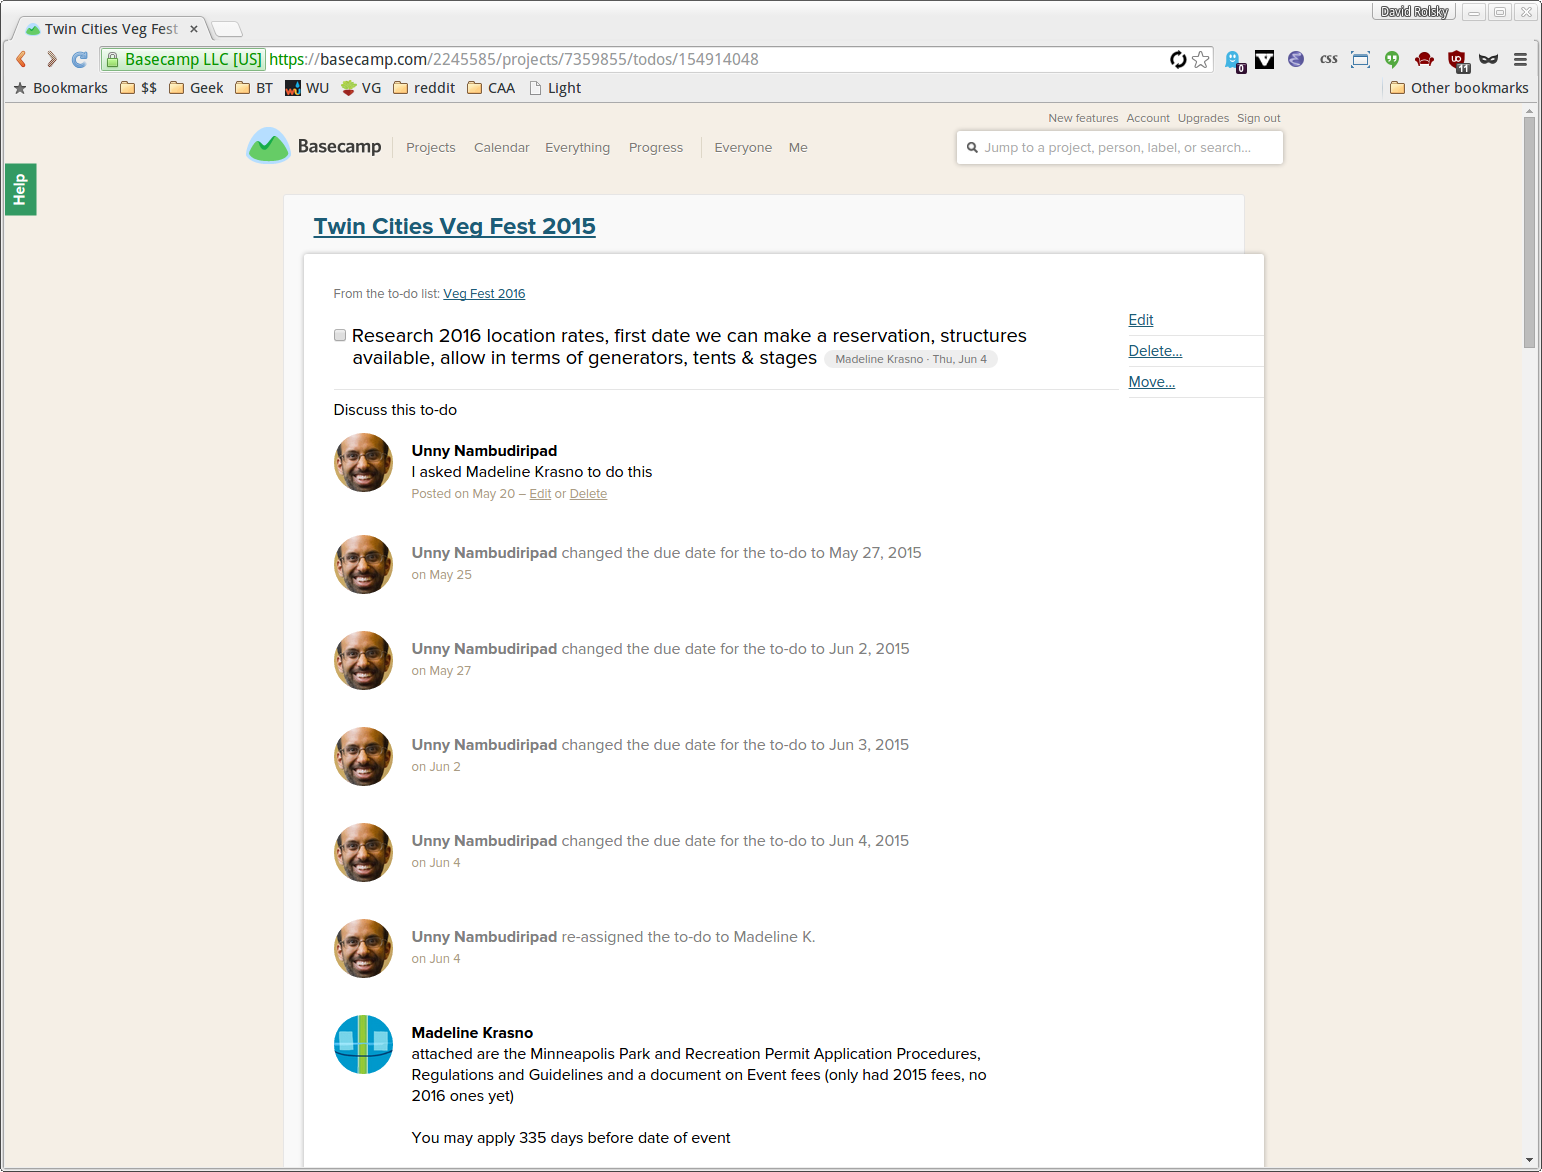 David Rolsky
Twin Cities Veg Fest
Basecamp LLC [US] https://basecamp.com/2245585/projects/7359855/todos/154914048
0
CSS
11
Bookmarks $$ Geek BT WU VG reddit CAA Light Other bookmarks
New features Account Upgrades Sign out
Basecamp Projects Calendar Everything Progress Everyone Me
Jump to a project, person, label, or search...
Help
Twin Cities Veg Fest 2015
From the to-do list: Veg Fest 2016
Edit
Delete...
Move...
Research 2016 location rates, first date we can make a reservation, structures
available, allow in terms of generators, tents & stages Madeline Krasno · Thu, Jun 4
Discuss this to-do
Unny Nambudiripad
I asked Madeline Krasno to do this
Posted on May 20 – Edit or Delete
Unny Nambudiripad changed the due date for the to-do to May 27, 2015
on May 25
Unny Nambudiripad changed the due date for the to-do to Jun 2, 2015
on May 27
Unny Nambudiripad changed the due date for the to-do to Jun 3, 2015
on Jun 2
Unny Nambudiripad changed the due date for the to-do to Jun 4, 2015
on Jun 4
Unny Nambudiripad re-assigned the to-do to Madeline K.
on Jun 4
Madeline Krasno
attached are the Minneapolis Park and Recreation Permit Application Procedures,
Regulations and Guidelines and a document on Event fees (only had 2015 fees, no
2016 ones yet)
You may apply 335 days before date of event